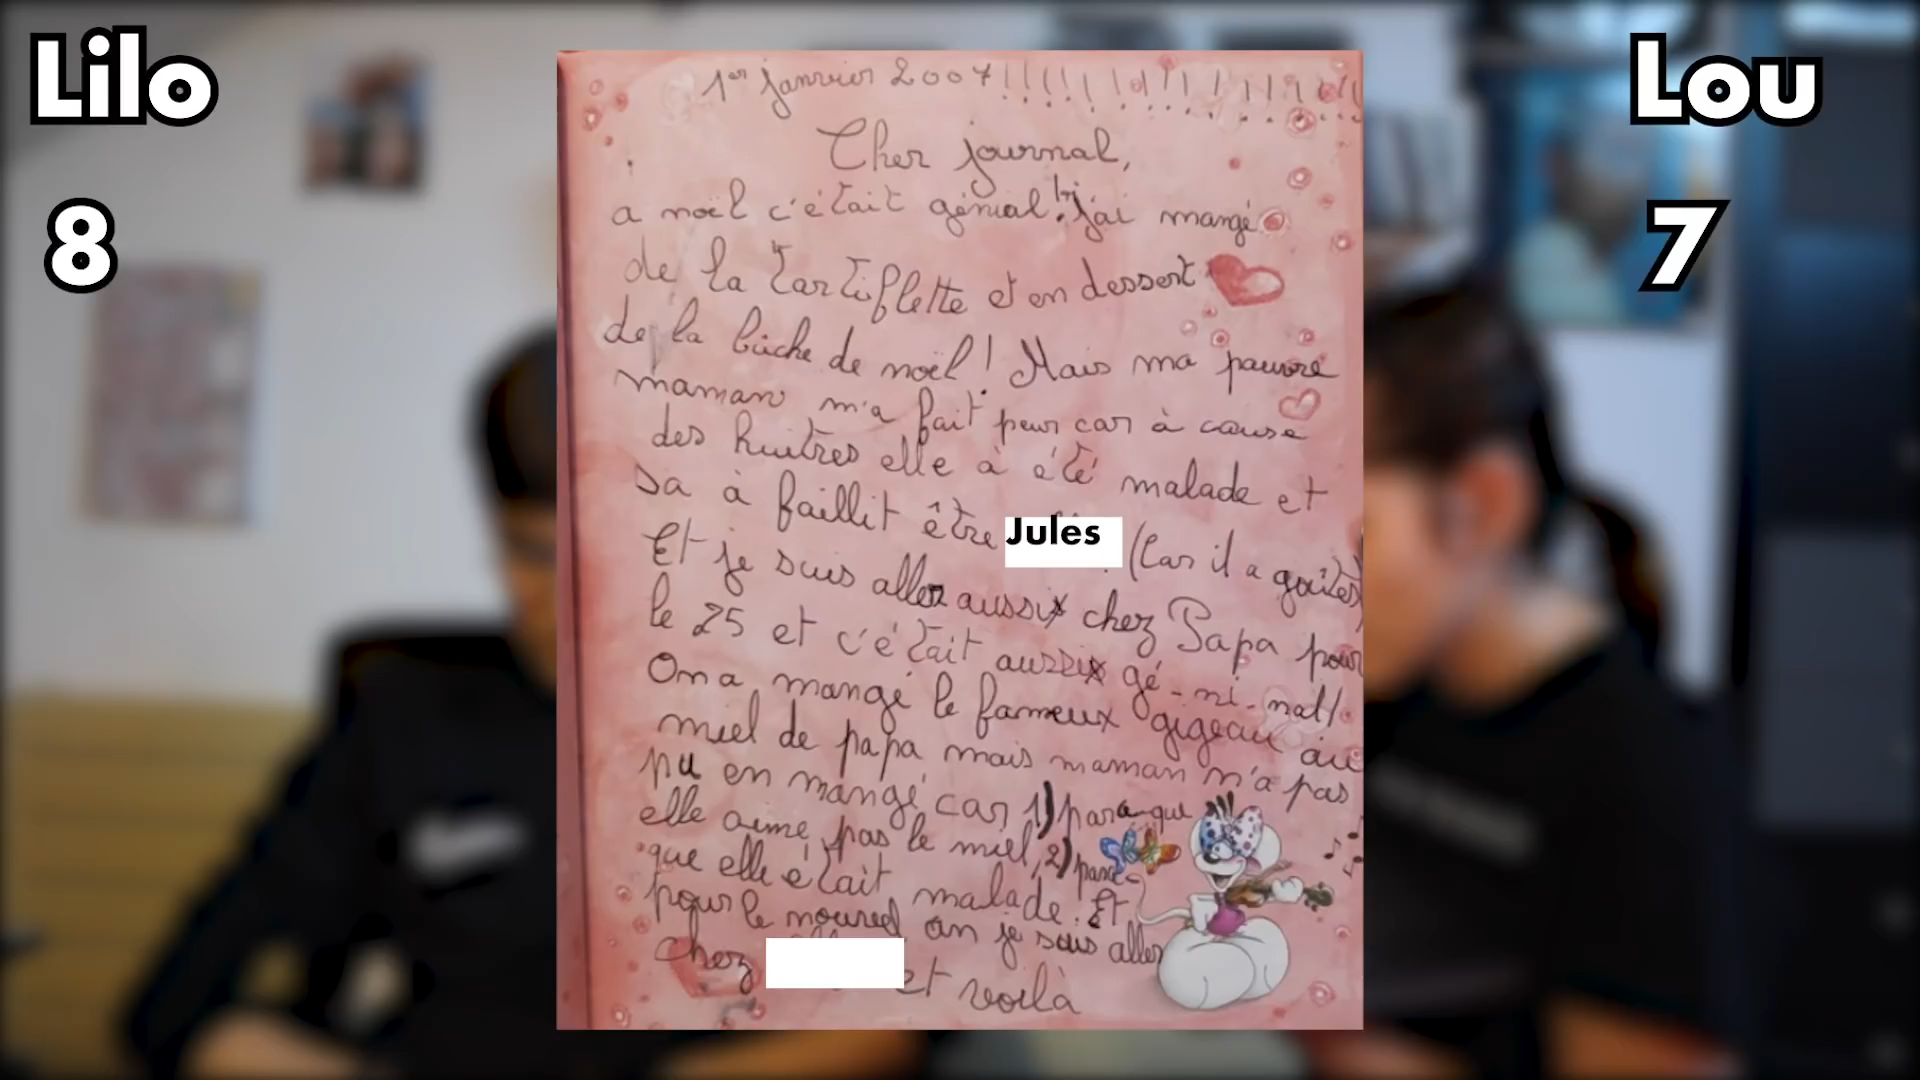 Lilo
8
Lou
7
1er janvier 2007!!!!!!!!!!!!!!!
Cher journal,
a noël c'était génial! j'ai mangé
de la tartiflette et en dessert
de la bûche de noël! Mais ma pauvre
maman m'a fait peur car à cause
des huitres elle à été malade et
sa à faillit être Jules (Car il a goûtés)
Et je suis aller aussi chez Papa pour
le 25 et c'était aussi gé-ni-nal!
On a mangé le fameux gigeau au
miel de papa mais maman n'a pas
pu en mangé car 1) parce que
elle aime pas le miel, 2) parce
que elle était malade! Et
pour le nouvel an je suis aller
chez et voilà